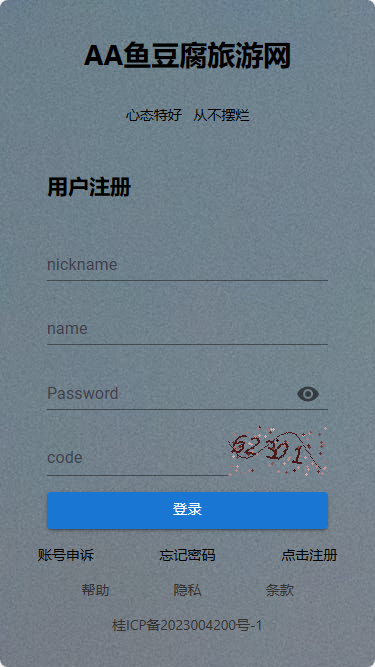 AA鱼豆腐旅游网
心态特好 从不摆烂
用户注册
nickname
name
Password
code
登录
账号申诉 忘记密码 点击注册
帮助 隐私 条款
桂ICP备2023004200号-1